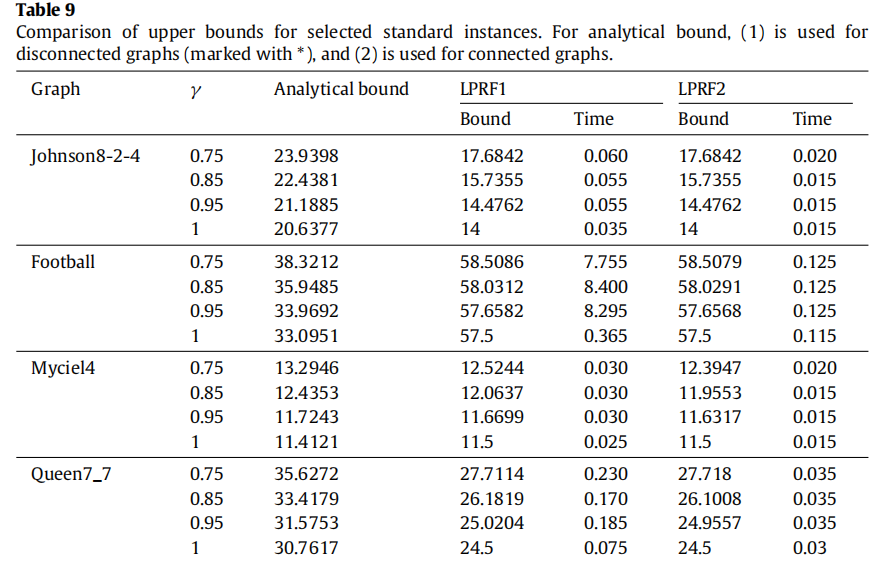 Table 9
Comparison of upper bounds for selected standard instances. For analytical bound, (1) is used for
disconnected graphs (marked with *), and (2) is used for connected graphs.
Graph γ Analytical bound LPRF1 LPRF2
Bound Time Bound Time
Johnson8-2-4 0.75 23.9398 17.6842 0.060 17.6842 0.020
0.85 22.4381 15.7355 0.055 15.7355 0.015
0.95 21.1885 14.4762 0.055 14.4762 0.015
1 20.6377 14 0.035 14 0.015
Football 0.75 38.3212 58.5086 7.755 58.5079 0.125
0.85 35.9485 58.0312 8.400 58.0291 0.125
0.95 33.9692 57.6582 8.295 57.6568 0.125
1 33.0951 57.5 0.365 57.5 0.115
Myciel4 0.75 13.2946 12.5244 0.030 12.3947 0.020
0.85 12.4353 12.0637 0.030 11.9553 0.015
0.95 11.7243 11.6699 0.030 11.6317 0.015
1 11.4121 11.5 0.025 11.5 0.015
Queen7_7 0.75 35.6272 27.7114 0.230 27.718 0.035
0.85 33.4179 26.1819 0.170 26.1008 0.035
0.95 31.5753 25.0204 0.185 24.9557 0.035
1 30.7617 24.5 0.075 24.5 0.03